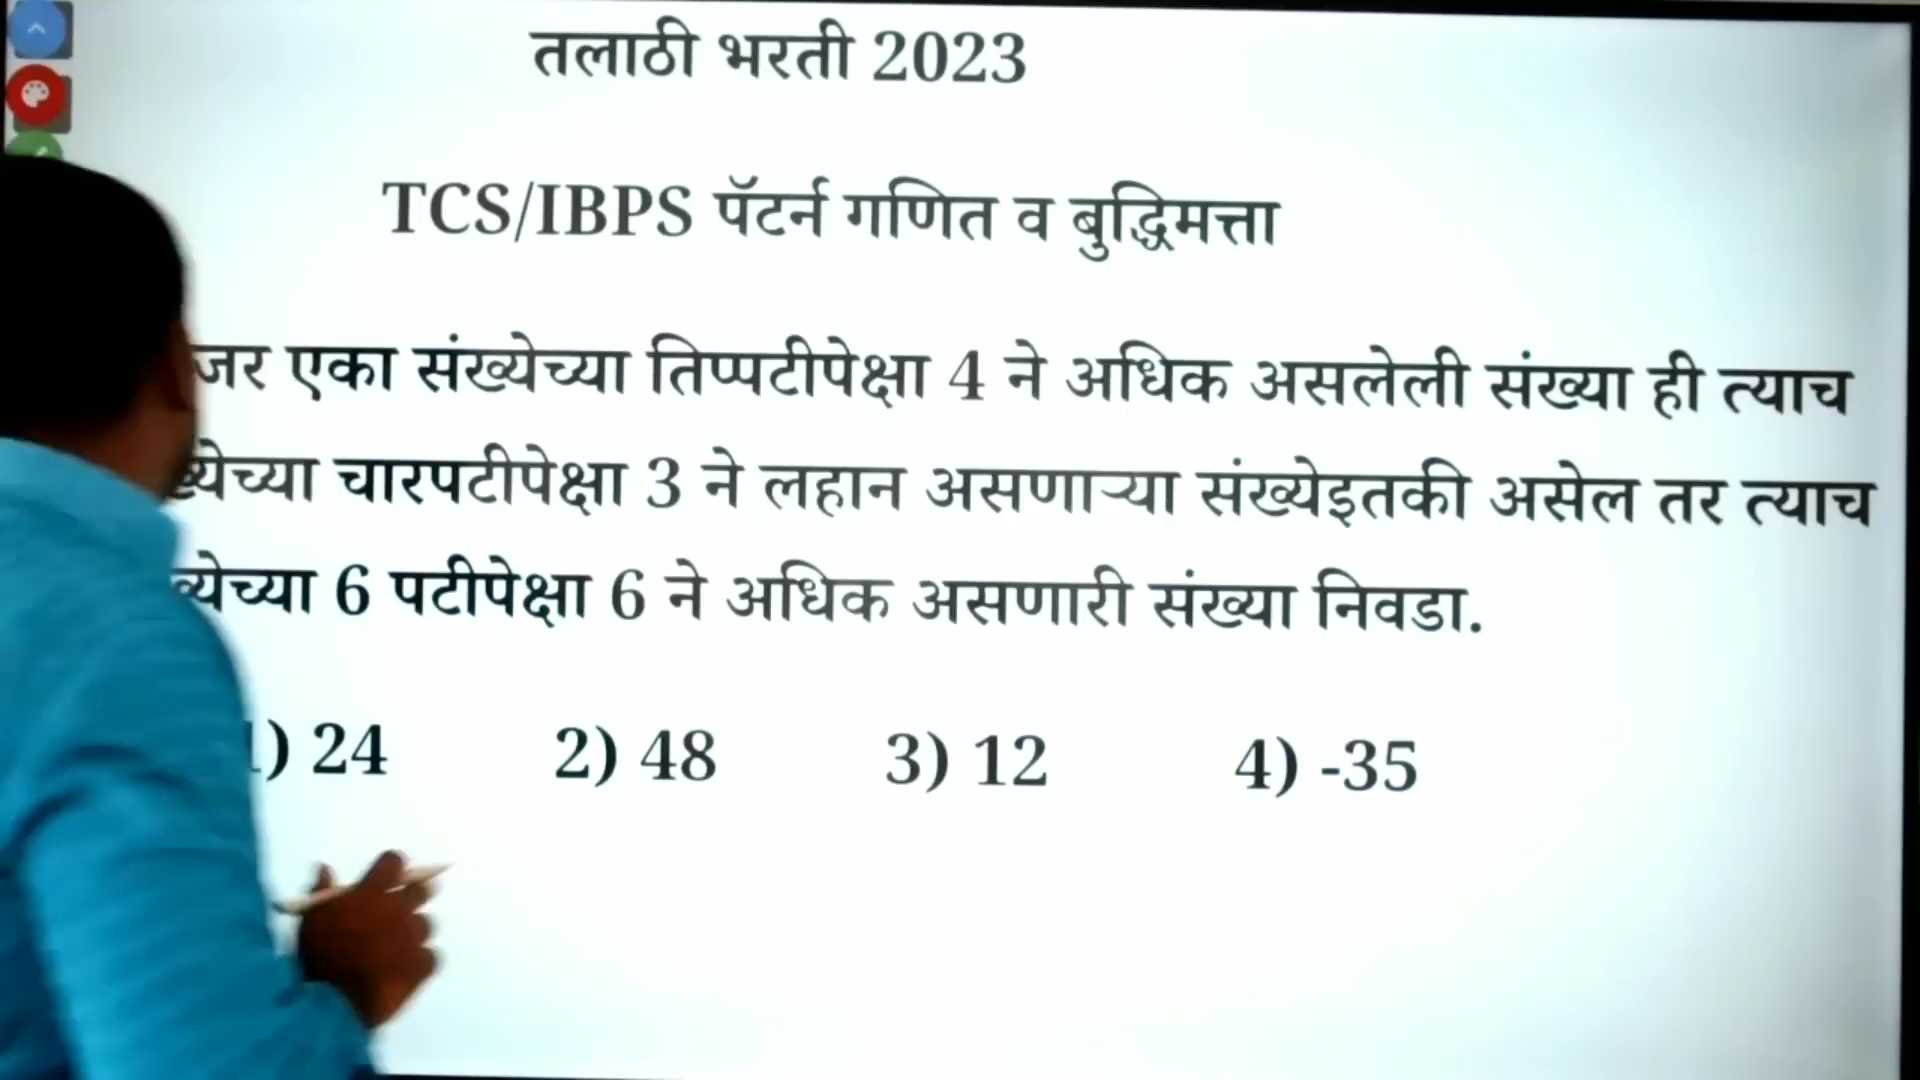 तलाठी भरती 2023
TCS/IBPS पॅटर्न गणित व बुद्धिमत्ता
जर एका संख्येच्या तिप्पटीपेक्षा 4 ने अधिक असलेली संख्या ही त्याच
चारपटीपेक्षा 3 ने लहान असणाऱ्या संख्येइतकी असेल तर त्याच
6 पटीपेक्षा 6 ने अधिक असणारी संख्या निवडा.
1) 24 2) 48 3) 12 4) -35